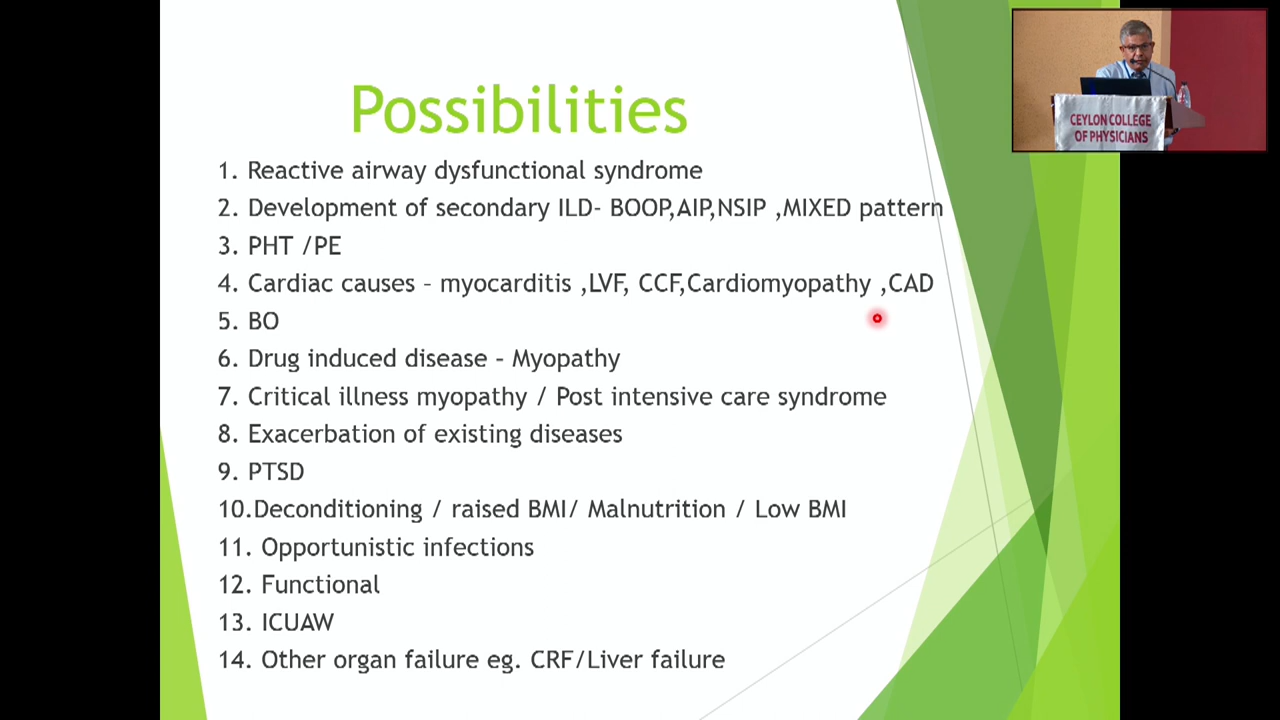 Possibilities
1. Reactive airway dysfunctional syndrome
2. Development of secondary ILD- BOOP,AIP,NSIP ,MIXED pattern
3. PHT /PE
4. Cardiac causes – myocarditis ,LVF, CCF,Cardiomyopathy ,CAD
5. BO
6. Drug induced disease – Myopathy
7. Critical illness myopathy / Post intensive care syndrome
8. Exacerbation of existing diseases
9. PTSD
10.Deconditioning / raised BMI/ Malnutrition / Low BMI
11. Opportunistic infections
12. Functional
13. ICUAW
14. Other organ failure eg. CRF/Liver failure
CEYLON COLLEGE
OF PHYSICIANS